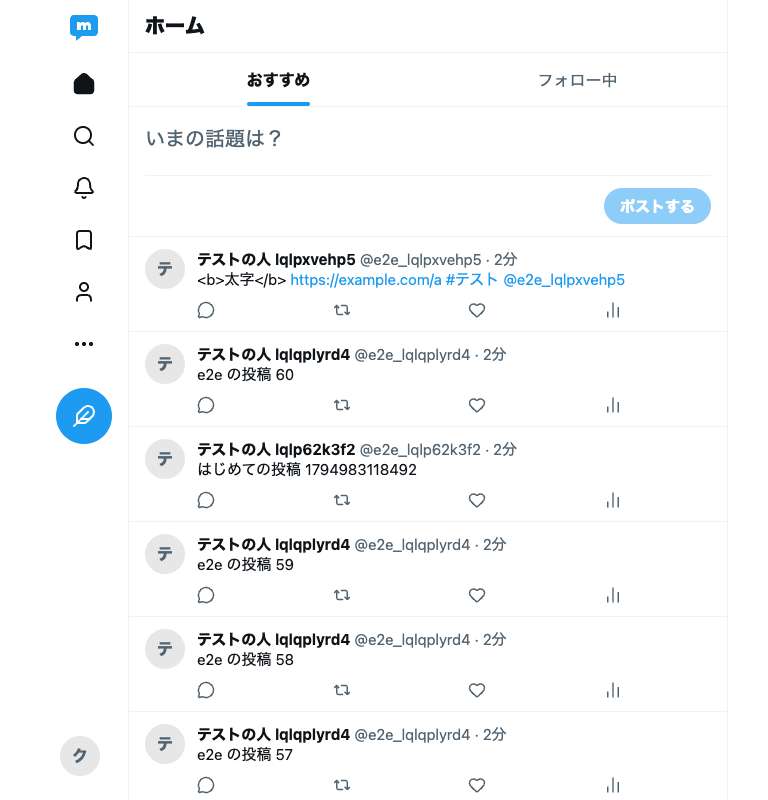 m
ホーム
おすすめ
フォロー中
いまの話題は？
ポストする
テ
テストの人 lqlpxvehp5 @e2e_lqlpxvehp5 · 2分
<b>太字</b> https://example.com/a #テスト @e2e_lqlpxvehp5
テ
テストの人 lqlqplyrd4 @e2e_lqlqplyrd4 · 2分
e2e の投稿 60
テ
テストの人 lqlp62k3f2 @e2e_lqlp62k3f2 · 2分
はじめての投稿 1794983118492
テ
テストの人 lqlqplyrd4 @e2e_lqlqplyrd4 · 2分
e2e の投稿 59
テ
テストの人 lqlqplyrd4 @e2e_lqlqplyrd4 · 2分
e2e の投稿 58
テ
テストの人 lqlqplyrd4 @e2e_lqlqplyrd4 · 2分
e2e の投稿 57
ク